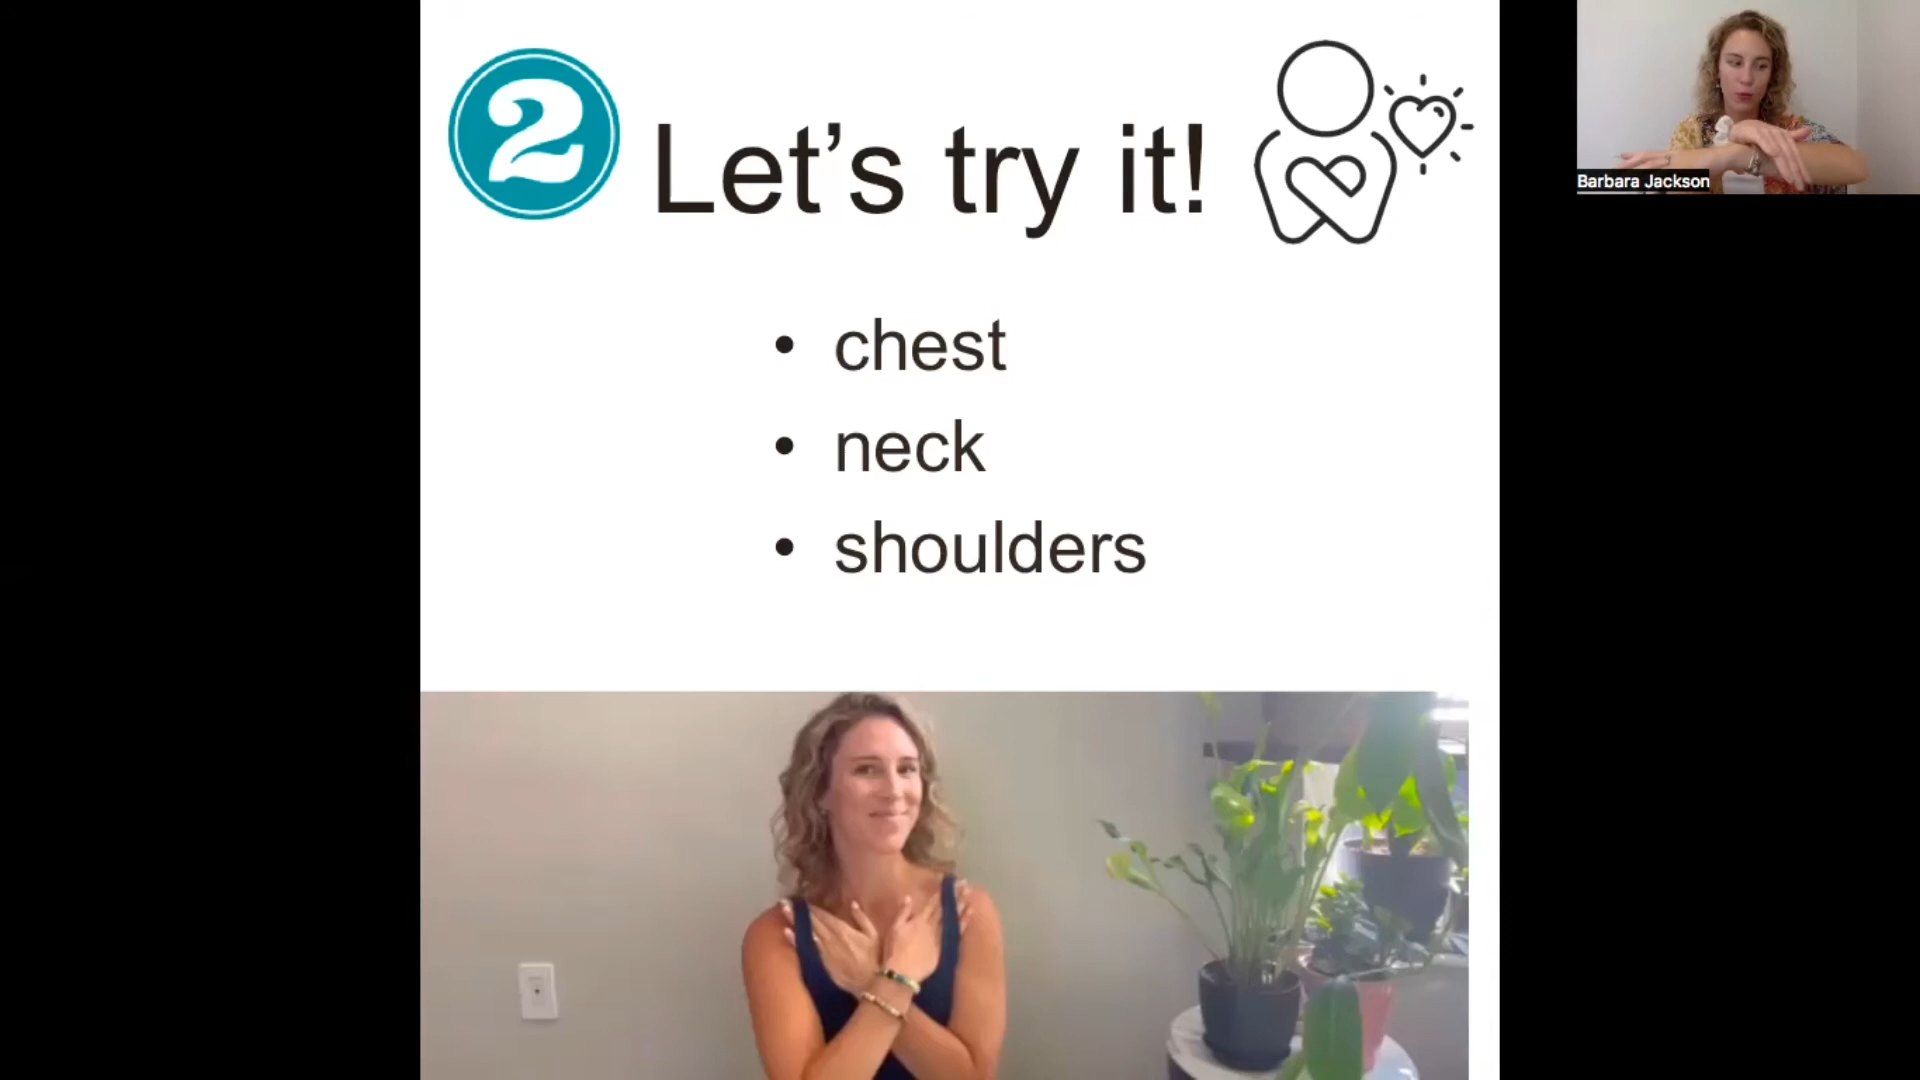 2
Let’s try it!
• chest
• neck
• shoulders
Barbara Jackson